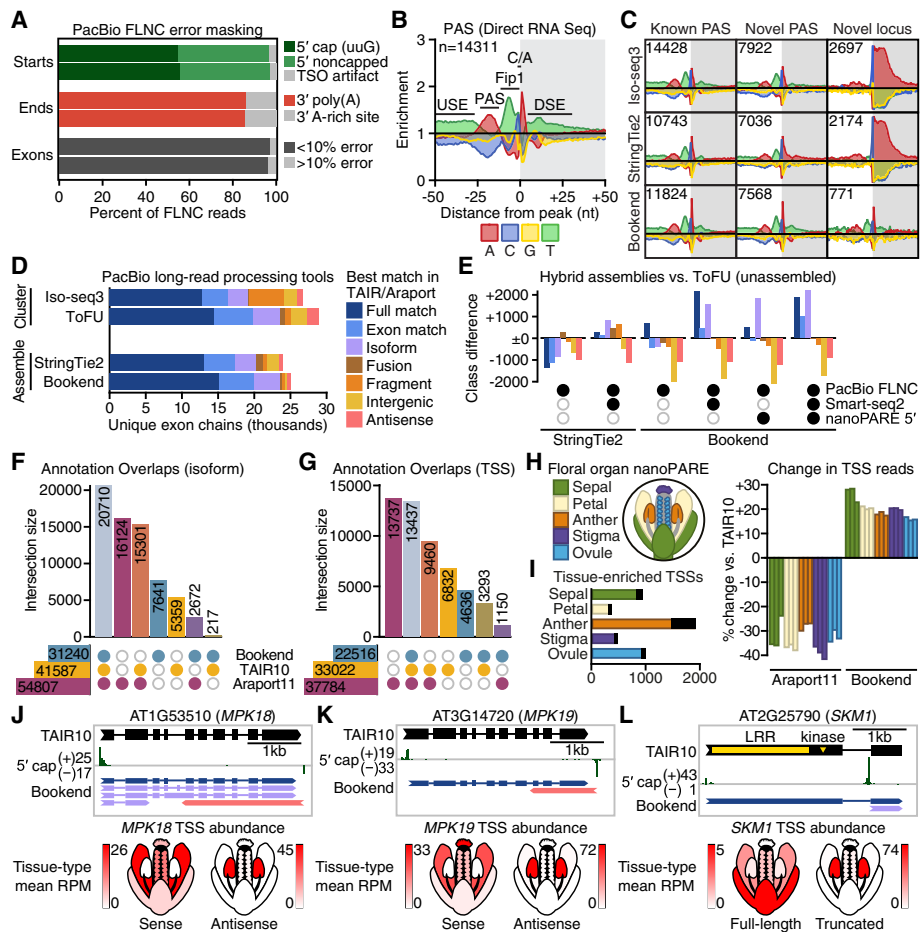 A
PacBio FLNC error masking
Starts
Ends
Exons
5′ cap (uuG)
5′ noncapped
TSO artifact
3′ poly(A)
3′ A-rich site
<10% error
>10% error
0 20 40 60 80 100
Percent of FLNC reads
B
PAS (Direct RNA Seq)
n=14311
C/A
Fip1
USE PAS DSE
Enrichment
3
2
1
0
-50 -25 0 +25 +50
Distance from peak (nt)
A C G T
C
Known PAS Novel PAS Novel locus
Iso-seq3
14428 7922 2697
StringTie2
10743 7036 2174
Bookend
11824 7568 771
D
PacBio long-read processing tools
Cluster
Iso-seq3
ToFU
Assemble
StringTie2
Bookend
0 5 10 15 20 25 30
Unique exon chains (thousands)
Best match in
TAIR/Araport
Full match
Exon match
Isoform
Fusion
Fragment
Intergenic
Antisense
E
Hybrid assemblies vs. ToFU (unassembled)
Class difference
+2000
+1000
±0
-1000
-2000
PacBio FLNC
Smart-seq2
nanoPARE 5′
StringTie2 Bookend
F
Annotation Overlaps (isoform)
Intersection size
20000
15000
10000
5000
0
20710
16124
15301
7641
5359
2672
217
31240
41587
54807
G
Annotation Overlaps (TSS)
Intersection size
15000
10000
5000
0
13737
13437
9460
6832
4636
3293
1150
22516
33022
37784
Bookend
TAIR10
Araport11
H
Floral organ nanoPARE
Sepal
Petal
Anther
Stigma
Ovule
Change in TSS reads
% change vs. TAIR10
+30
+20
+10
0
-10
-20
-30
-40
Araport11 Bookend
I
Tissue-enriched TSSs
Sepal
Petal
Anther
Stigma
Ovule
0 1000 2000
J
AT1G53510 (MPK18)
TAIR10
1kb
5′ cap
(+)25
(−)17
Bookend
MPK18 TSS abundance
Tissue-type
mean RPM
26
0
45
0
Sense Antisense
K
AT3G14720 (MPK19)
TAIR10
1kb
5′ cap
(+)19
(−)33
Bookend
MPK19 TSS abundance
Tissue-type
mean RPM
33
0
72
0
Sense Antisense
L
AT2G25790 (SKM1)
1kb
LRR kinase
TAIR10
5′ cap
(+)43
(−) 1
Bookend
SKM1 TSS abundance
Tissue-type
mean RPM
5
0
74
0
Full-length Truncated